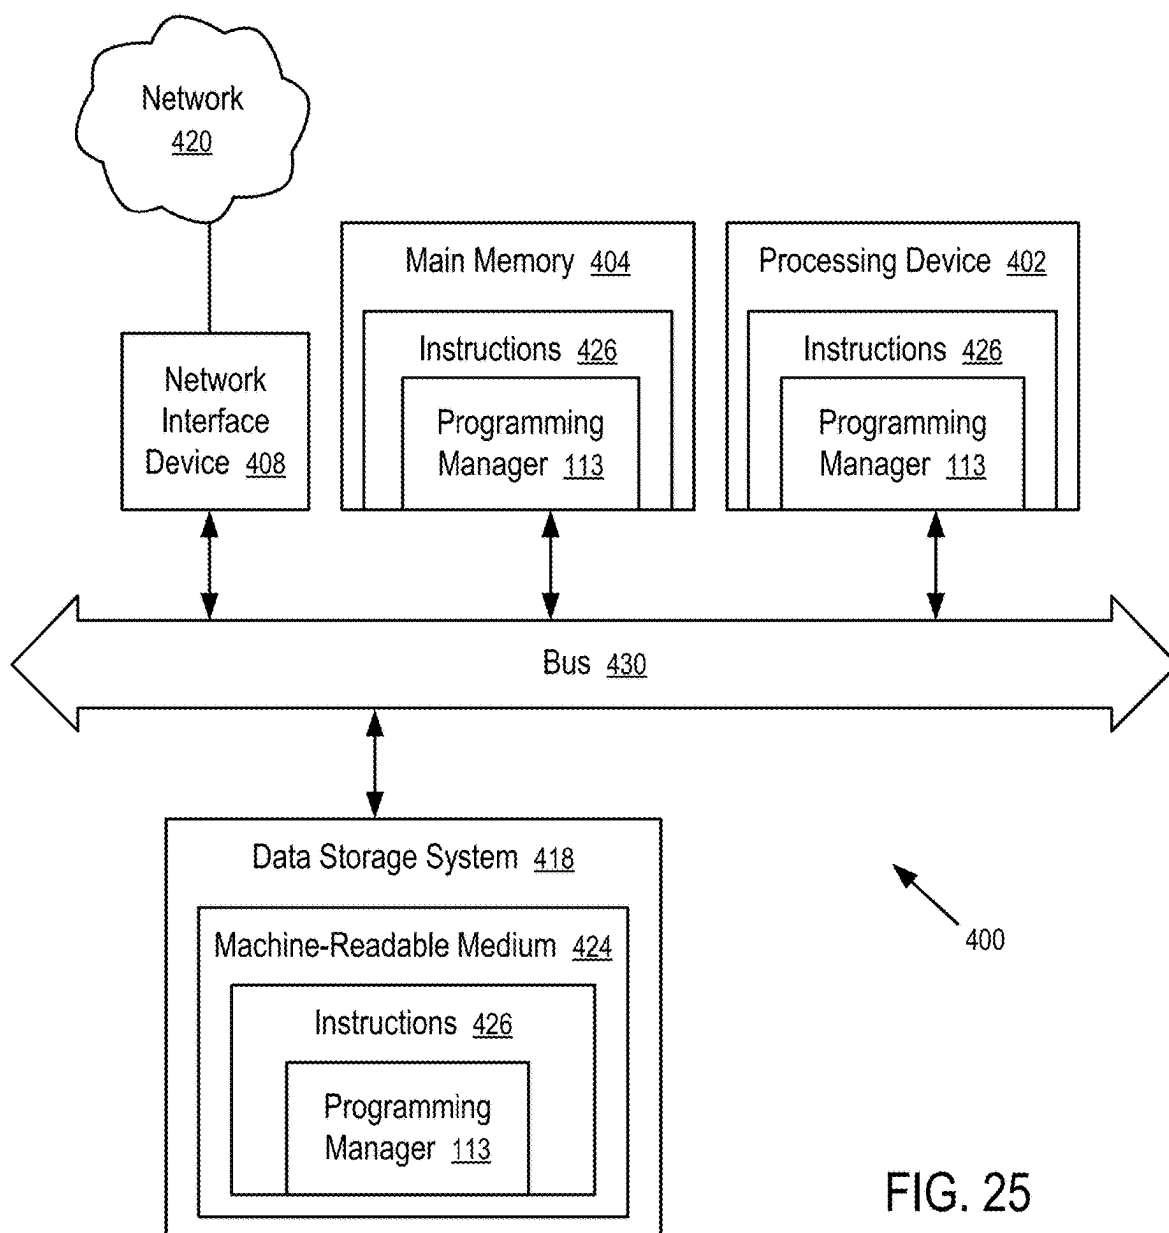 Network
420
Main Memory 404
Processing Device 402
Instructions 426
Instructions 426
Network
Interface
Device 408
Programming
Manager 113
Programming
Manager 113
Bus 430
Data Storage System 418
Machine-Readable Medium 424
400
Instructions 426
Programming
Manager 113
FIG. 25